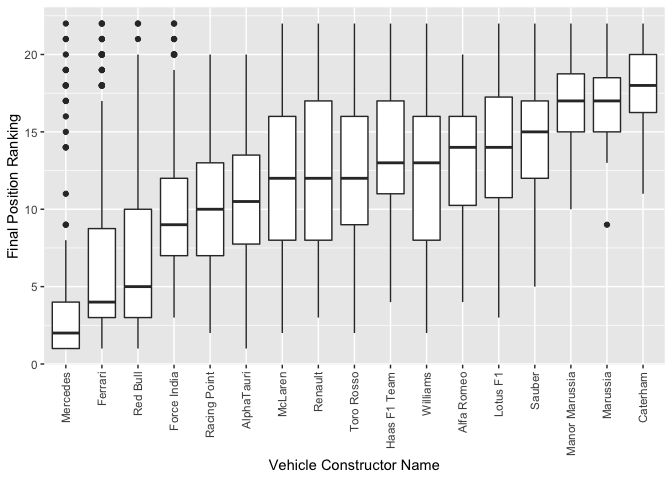 Final Position Ranking
20
15
10
5
0
Mercedes
Ferrari
Red Bull
Force India
Racing Point
AlphaTauri
McLaren
Renault
Toro Rosso
Haas F1 Team
Williams
Alfa Romeo
Lotus F1
Sauber
Manor Marussia
Marussia
Caterham
Vehicle Constructor Name